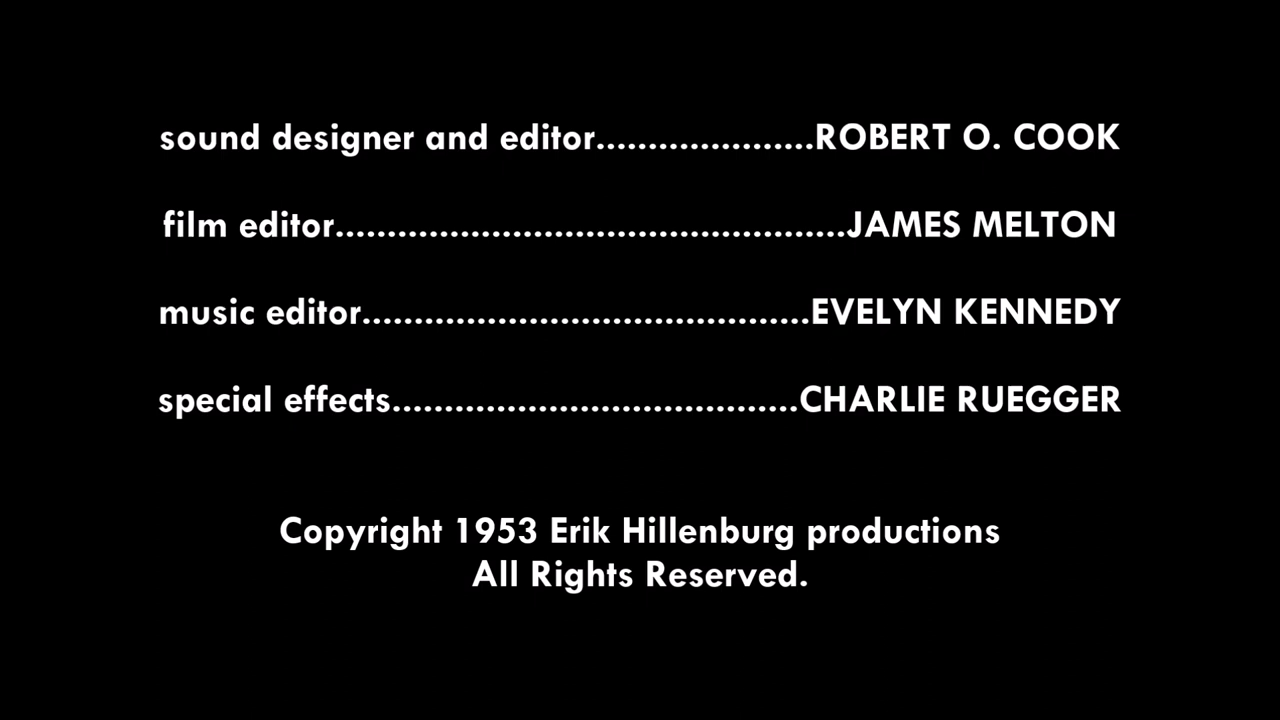 sound designer and editor.....................ROBERT O. COOK
film editor.................................................JAMES MELTON
music editor...........................................EVELYN KENNEDY
special effects.......................................CHARLIE RUEGGER
Copyright 1953 Erik Hillenburg productions
All Rights Reserved.